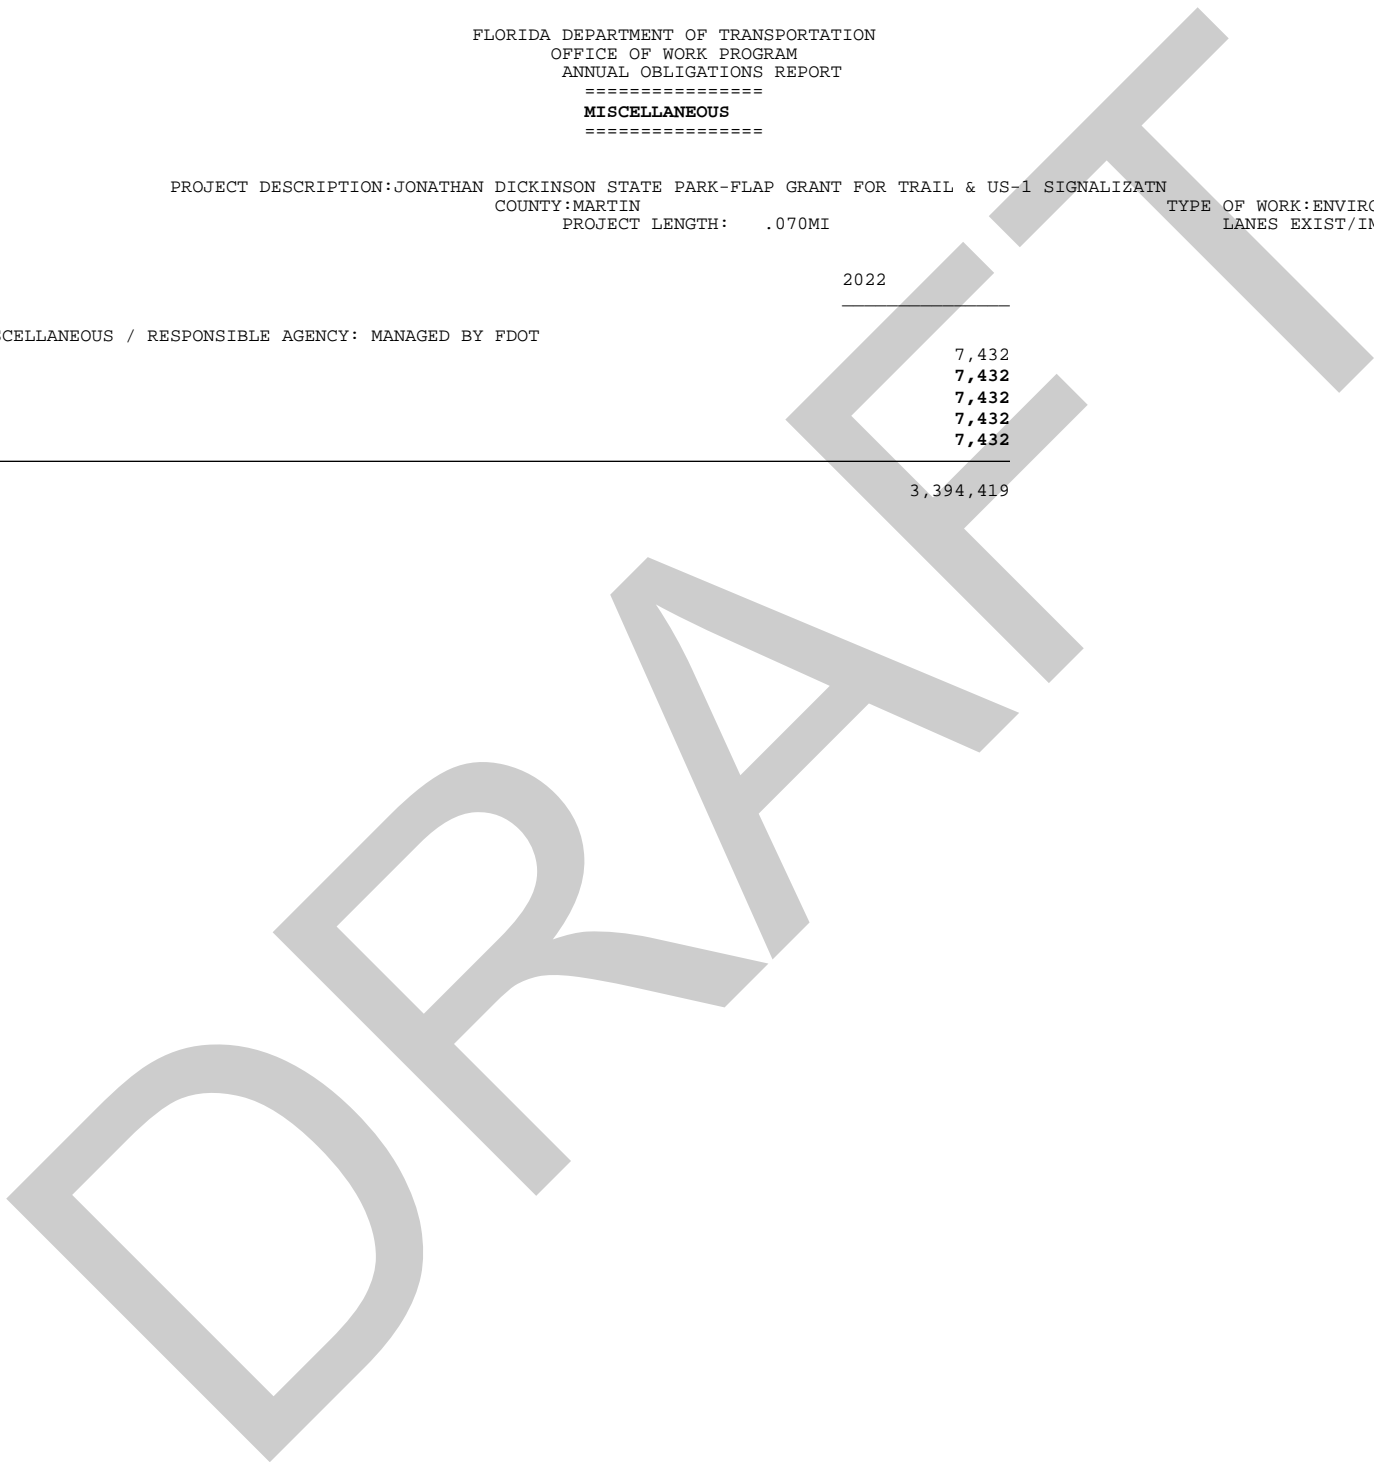 FLORIDA DEPARTMENT OF TRANSPORTATION
OFFICE OF WORK PROGRAM
ANNUAL OBLIGATIONS REPORT
================
MISCELLANEOUS
================
PROJECT DESCRIPTION:JONATHAN DICKINSON STATE PARK-FLAP GRANT FOR TRAIL & US-1 SIGNALIZATN
COUNTY:MARTIN TYPE OF WORK:ENVIRO
PROJECT LENGTH: .070MI LANES EXIST/IM
2022
SCELLANEOUS / RESPONSIBLE AGENCY: MANAGED BY FDOT
7,432
7,432
7,432
7,432
7,432
3,394,419
DRAFT